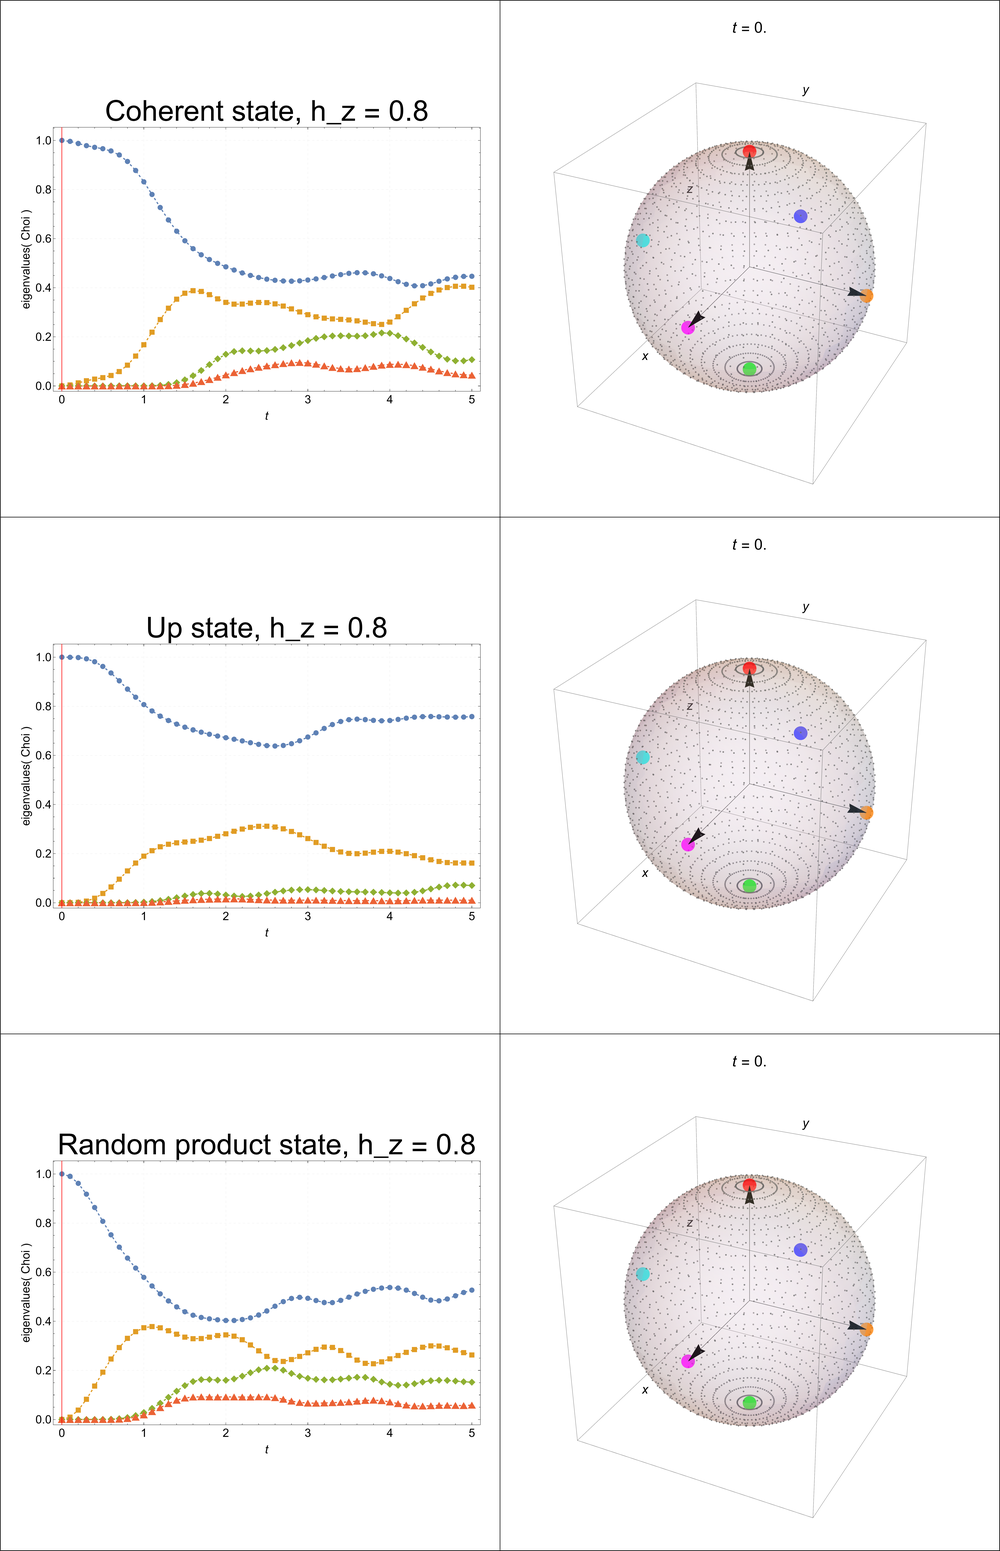 t = 0.
Coherent state, h_z = 0.8
eigenvalues( Choi )
1.0
0.8
0.6
0.4
0.2
0.0
0 1 2 3 4 5
t
y
z
x
t = 0.
Up state, h_z = 0.8
eigenvalues( Choi )
1.0
0.8
0.6
0.4
0.2
0.0
0 1 2 3 4 5
t
y
z
x
t = 0.
Random product state, h_z = 0.8
eigenvalues( Choi )
1.0
0.8
0.6
0.4
0.2
0.0
0 1 2 3 4 5
t
y
z
x